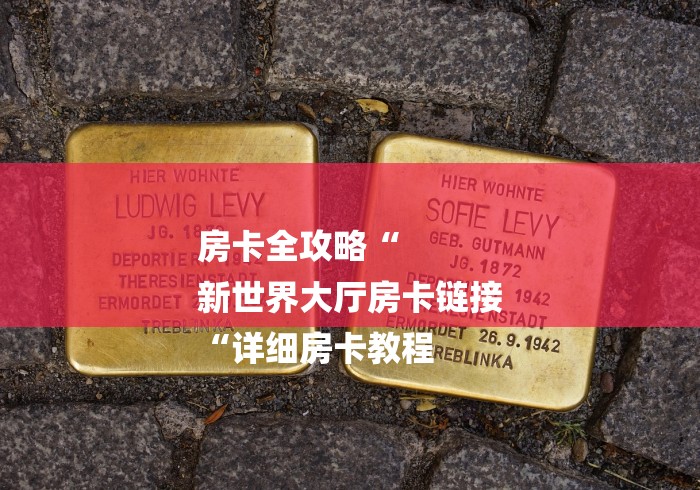 HIER WOHNTE
LUDWIG LEVY
JG.
DEPORTIERT
THERESIENSTADT
ERMORDET
TREBLINKA
HIER WOHNTE
SOFIE LEVY
GEB. GUTMANN
JG. 1872
1942
ERMORDET 26.9.1942
TREBLINKA
房卡全攻略“
新世界大厅房卡链接
“详细房卡教程